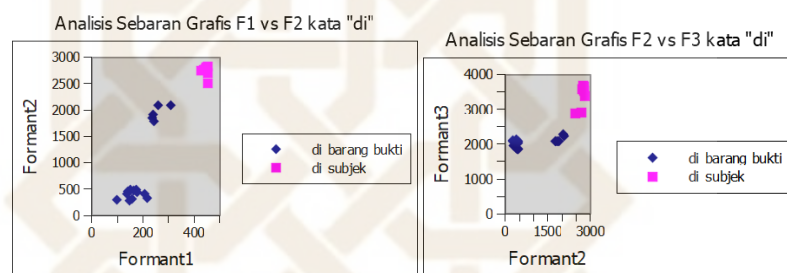 Analisis Sebaran Grafis F1 vs F2 kata "di"
3000
2500
2000
1500
1000
500
0
0 200 400
Formant2
Formant1
di barang bukti
di subjek
Analisis Sebaran Grafis F2 vs F3 kata "di"
4000
3000
2000
1000
0
0 1500 3000
Formant3
Formant2
di barang bukti
di subjek